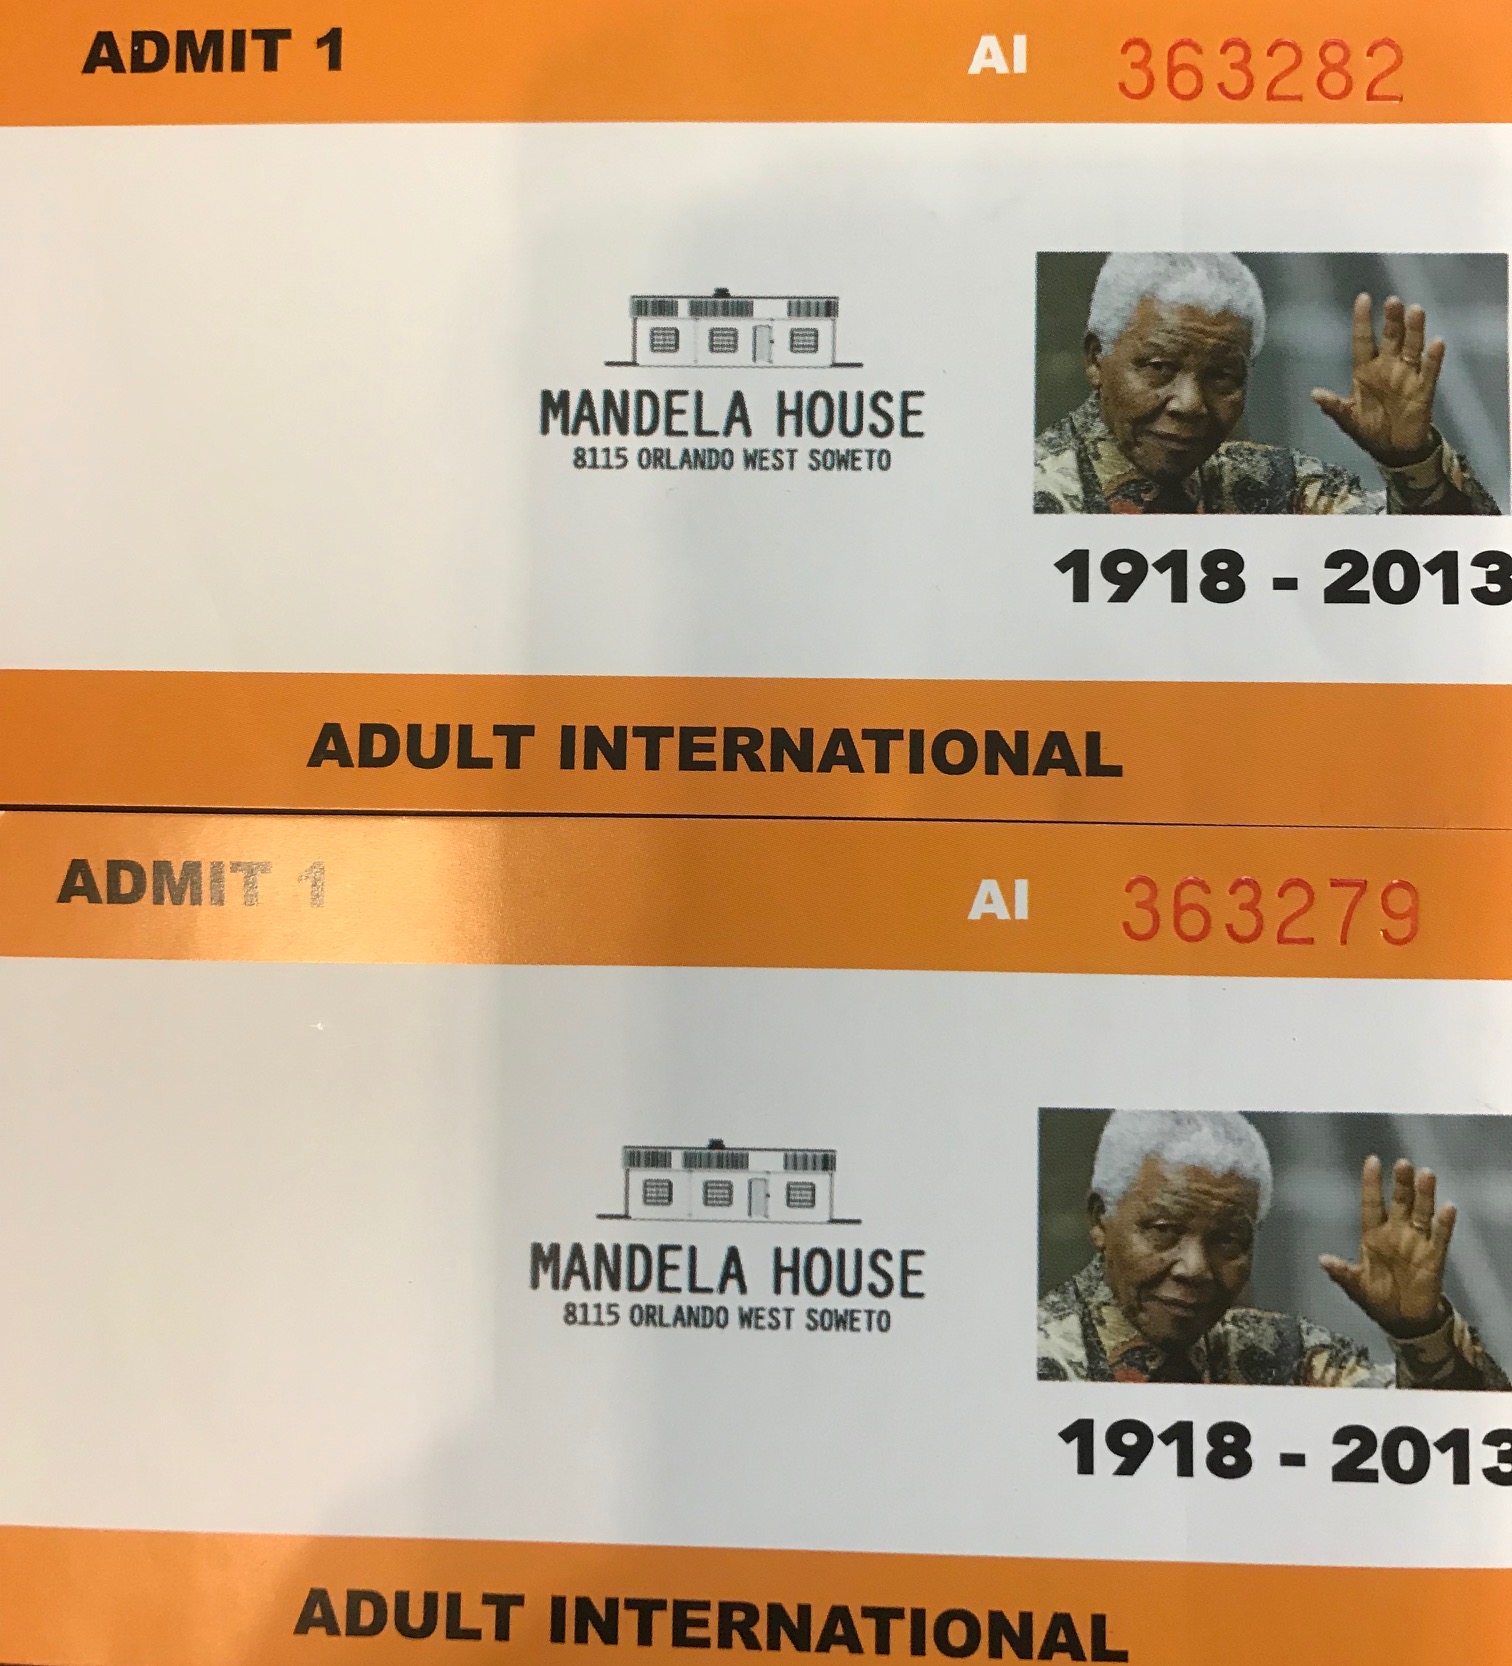 ADMIT 1 AI 363282
MANDELA HOUSE
8115 ORLANDO WEST SOWETO
1918 - 2013
ADULT INTERNATIONAL
ADMIT 1 AI 363279
MANDELA HOUSE
8115 ORLANDO WEST SOWETO
1918 - 2013
ADULT INTERNATIONAL